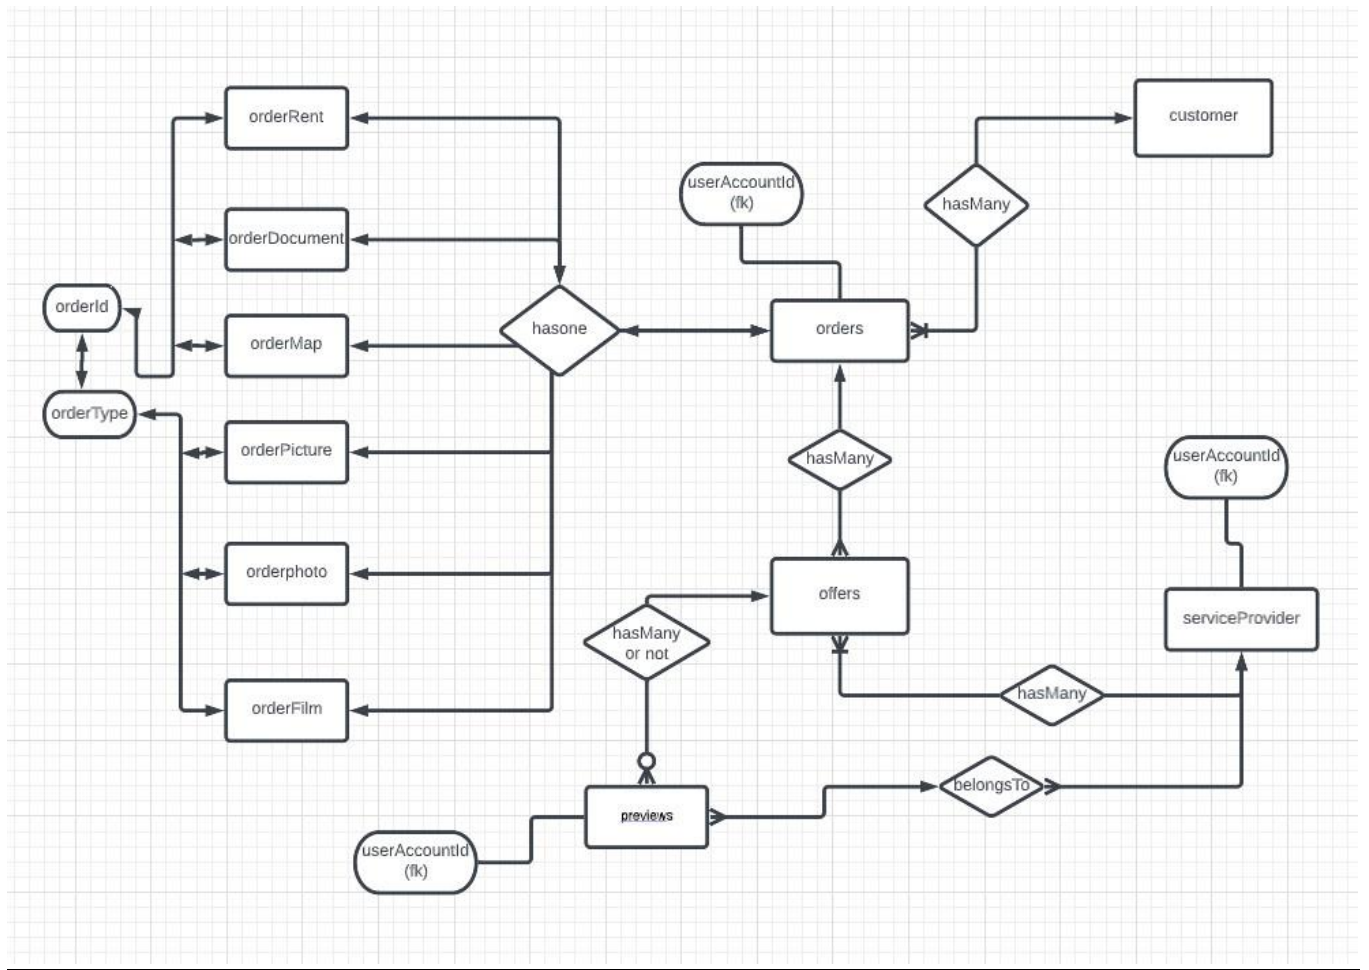 orderRent
customer
userAccountId
(fk)
hasMany
orderDocument
orderId
hasone
orders
orderMap
orderType
orderPicture
hasMany
userAccountId
(fk)
orderphoto
offers
hasMany
or not
serviceProvider
orderFilm
hasMany
belongsTo
previews
userAccountId
(fk)